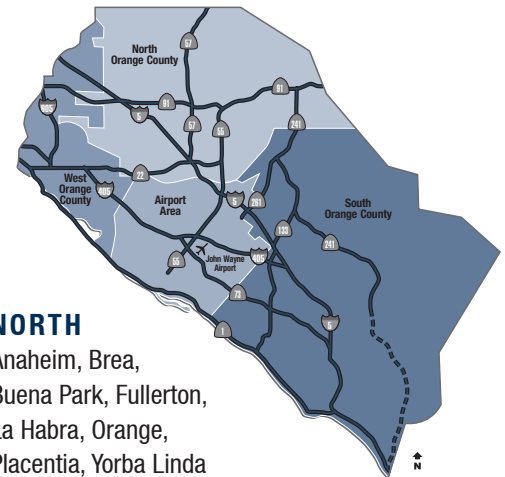 57
North
Orange County
91
91
605
5
57
55
241
22
West
Orange
County
405
Airport
Area
5
261
South
Orange County
133
241
John Wayne
Airport
405
55
73
5
1
NORTH
Anaheim, Brea,
Buena Park, Fullerton,
La Habra, Orange,
Placentia, Yorba Linda
N